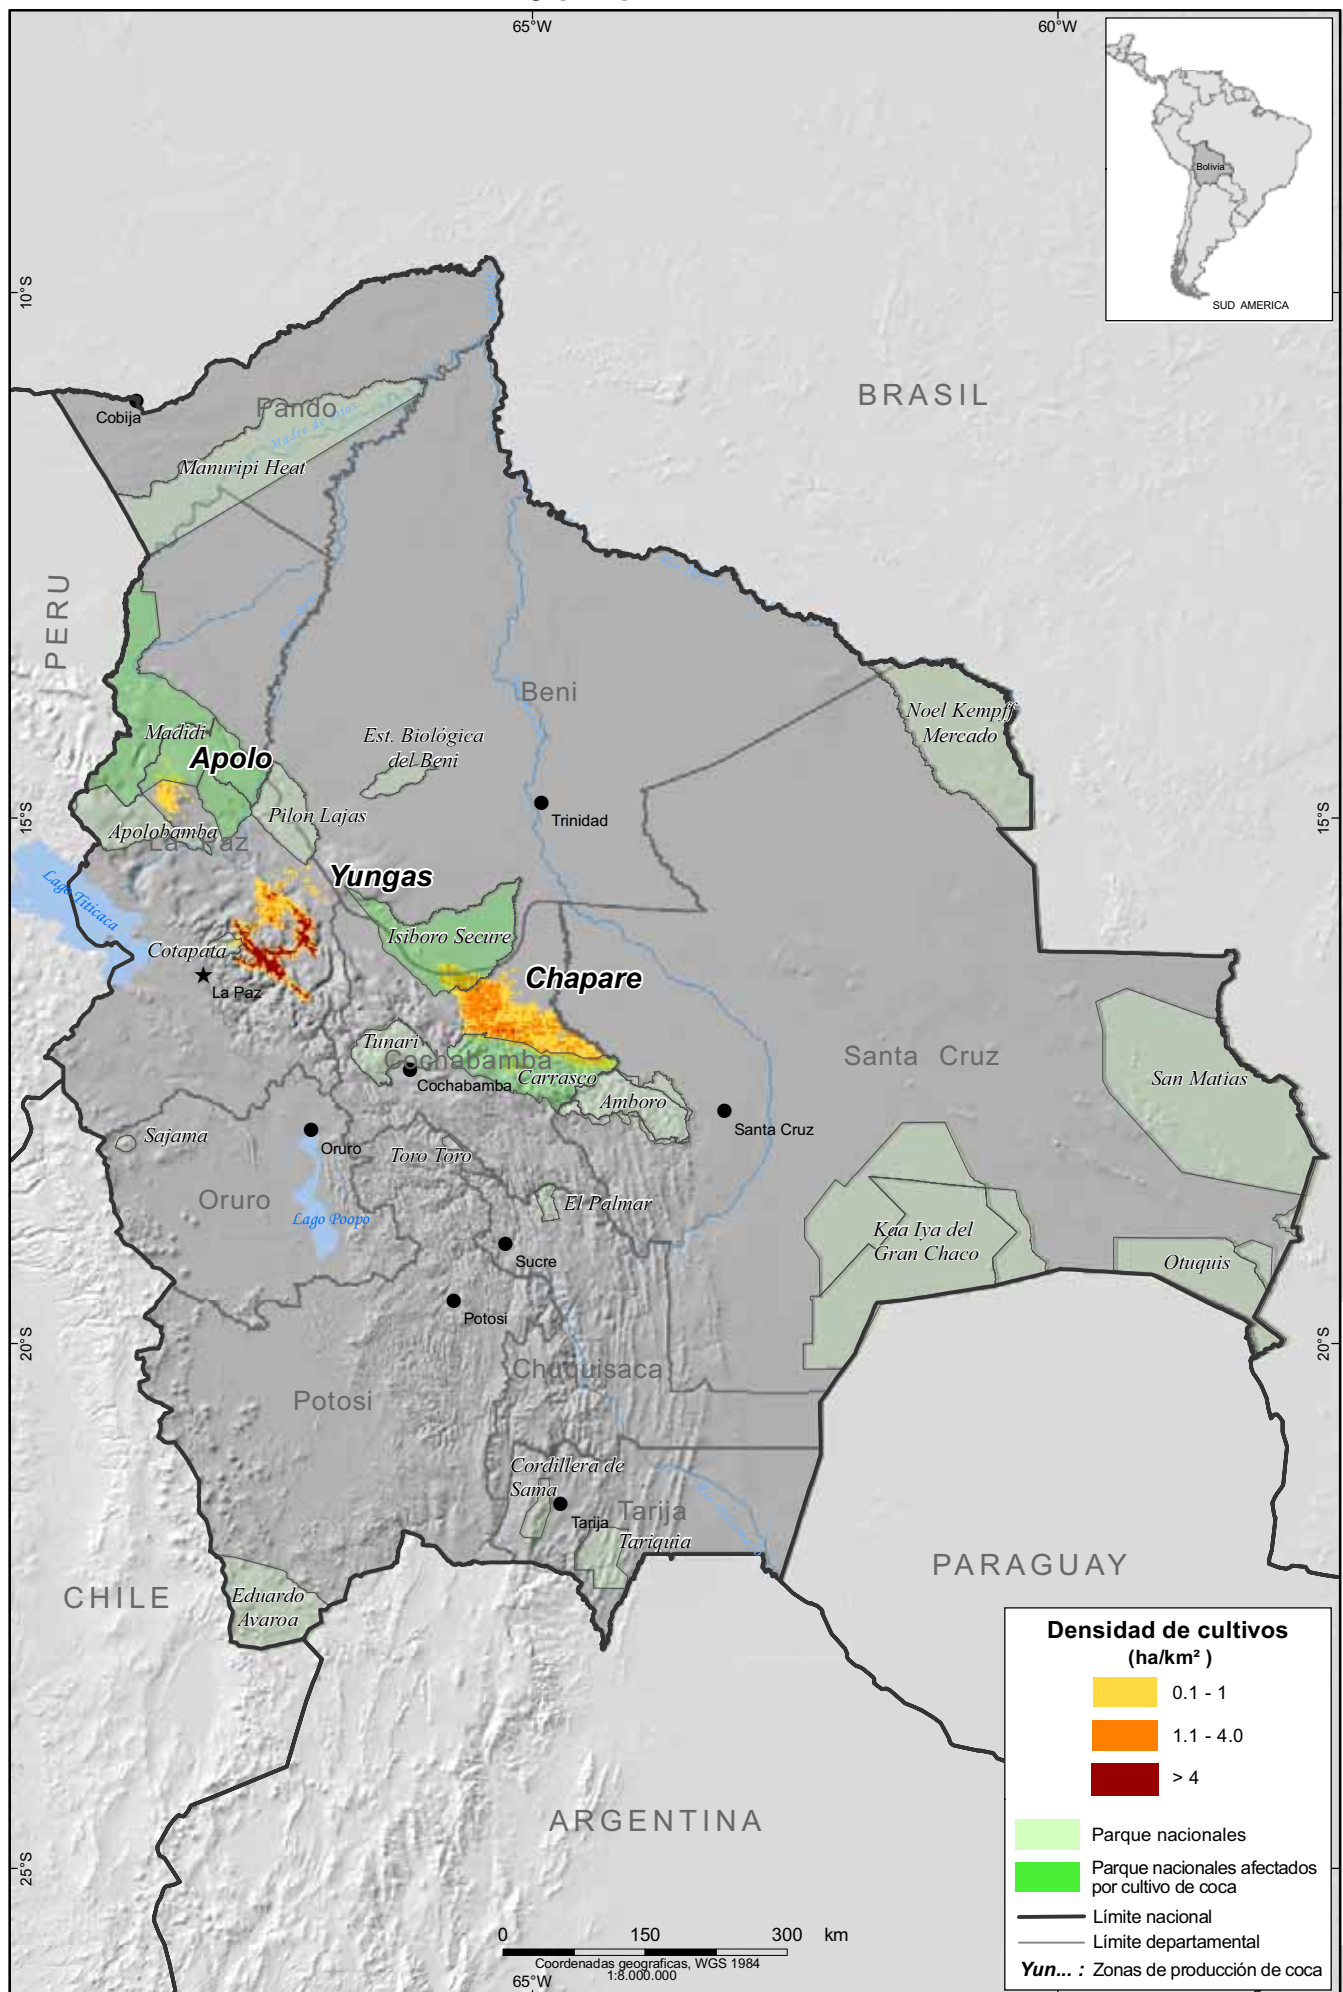 65°W
60°W
Bolivia
SUD AMERICA
10°S
BRASIL
Pando
Cobija
Madre de Dios
Manuripi Heat
PERU
Beni
Noel Kempff
Mercado
Madidi
Apolo
Est. Biológica
del Beni
Trinidad
15°S
15°S
Pilon Lajas
Apolobamba
La Paz
Yungas
Lago Titicaca
Isiboro Secure
Cotapata
La Paz
Chapare
Tunari
Cochabamba
Cochabamba
Carrasco
Amboro
Santa Cruz
San Matias
Santa Cruz
Sajama
Oruro
Toro Toro
Oruro
El Palmar
Lago Poopo
Kaa Iya del
Gran Chaco
Otuquis
Sucre
Potosi
20°S
20°S
Chuquisaca
Potosi
Cordillera de
Sama
Tarija
Tarija
Tariquia
PARAGUAY
CHILE
Eduardo
Avaroa
ARGENTINA
25°S
Densidad de cultivos
(ha/km² )
0.1 - 1
1.1 - 4.0
> 4
Parque nacionales
Parque nacionales afectados
por cultivo de coca
Límite nacional
Límite departamental
Yun... : Zonas de producción de coca
0 150 300 km
Coordenadas geograficas, WGS 1984
1:8.000.000
65°W